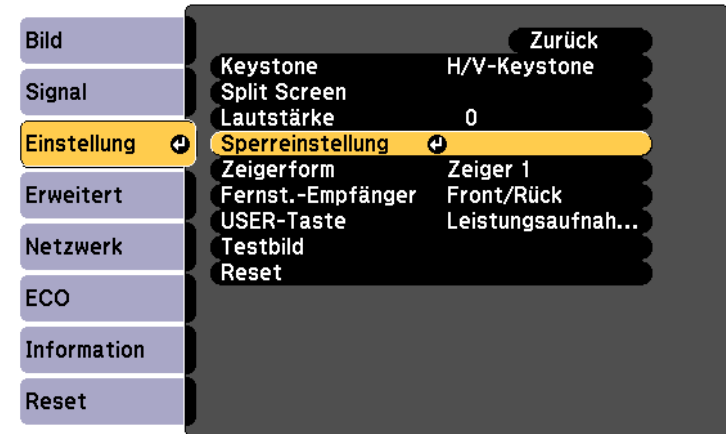 Bild
Signal
Einstellung
Erweitert
Netzwerk
ECO
Information
Reset
Zurück
Keystone H/V-Keystone
Split Screen
Lautstärke 0
Sperreinstellung
Zeigerform Zeiger 1
Fernst.-Empfänger Front/Rück
USER-Taste Leistungsaufnah...
Testbild
Reset